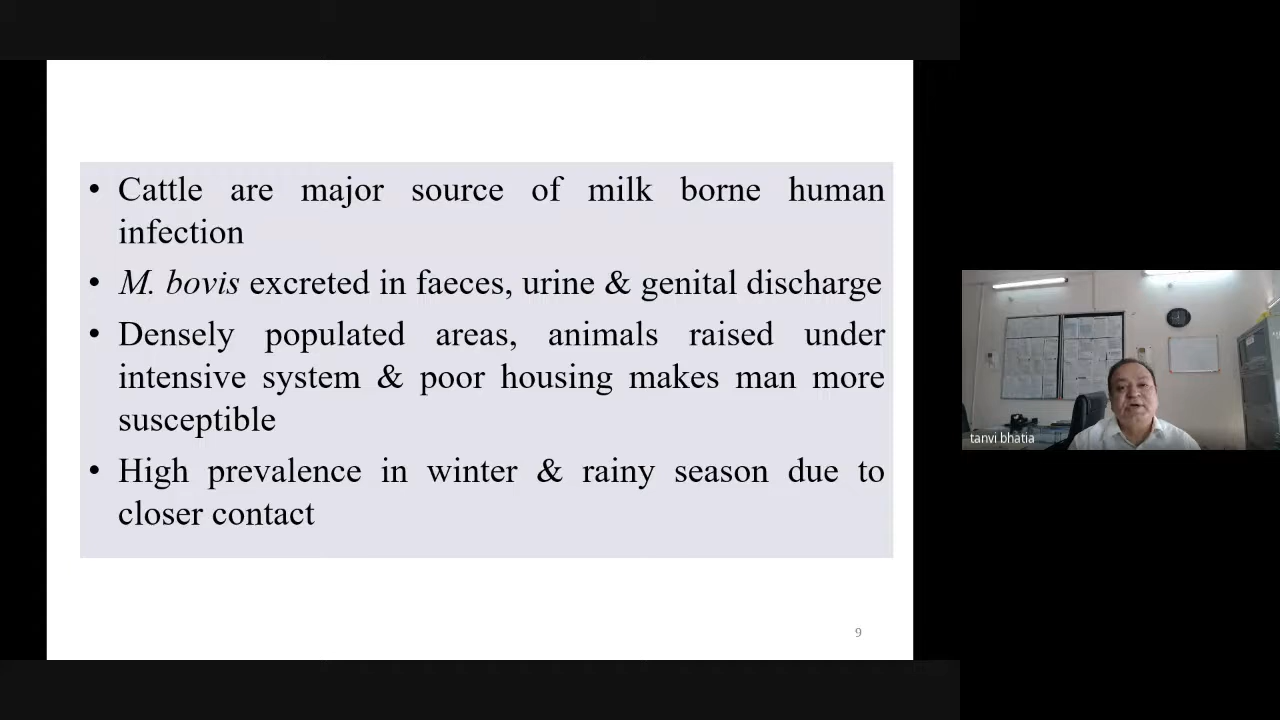 • Cattle are major source of milk borne human
infection
• M. bovis excreted in faeces, urine & genital discharge
• Densely populated areas, animals raised under
intensive system & poor housing makes man more
susceptible
• High prevalence in winter & rainy season due to
closer contact
9
tanvi bhatia